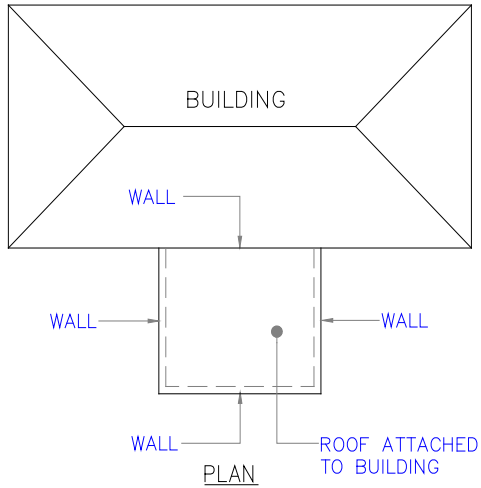 BUILDING
WALL
WALL
WALL
WALL
ROOF ATTACHED
TO BUILDING
PLAN